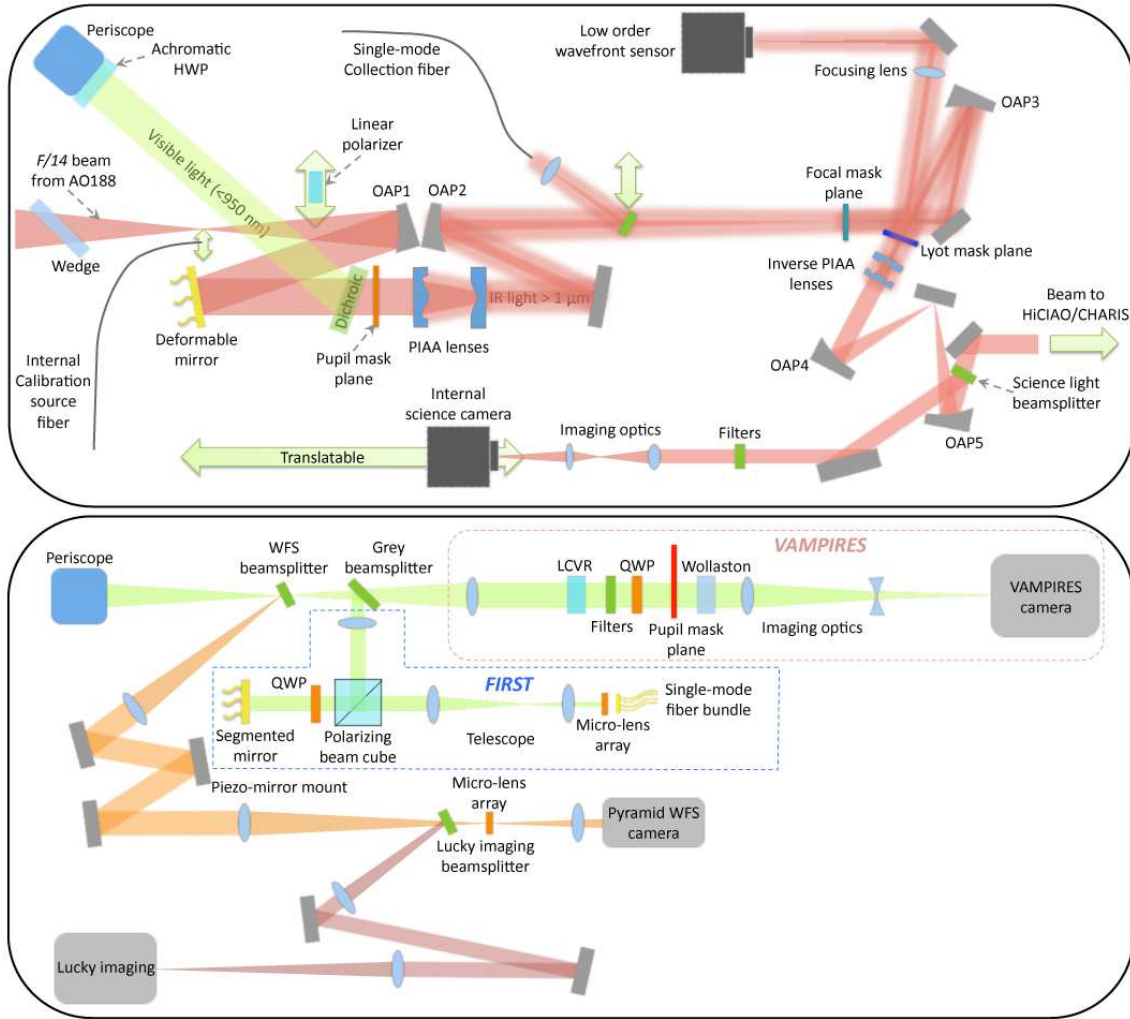 Periscope
Achromatic
HWP
Single-mode
Collection fiber
Low order
wavefront sensor
Focusing lens
OAP3
Linear
polarizer
Visible light (<950 nm)
F/14 beam
from AO188
OAP1
OAP2
Focal mask
plane
Wedge
Lyot mask plane
Inverse PIAA
lenses
Dichroic
IR light > 1 μm
Beam to
HiCIAO/CHARIS
Deformable
mirror
Pupil mask
plane
PIAA lenses
OAP4
Internal
Calibration
source
fiber
Internal
science camera
Science light
beamsplitter
OAP5
Imaging optics
Filters
Translatable
Periscope
WFS
beamsplitter
Grey
beamsplitter
VAMPIRES
LCVR
QWP
Wollaston
VAMPIRES
camera
Filters
Pupil mask
plane
Imaging optics
QWP
FIRST
Single-mode
fiber bundle
Segmented
mirror
Polarizing
beam cube
Telescope
Micro-lens
array
Piezo-mirror mount
Micro-lens
array
Pyramid WFS
camera
Lucky imaging
beamsplitter
Lucky imaging